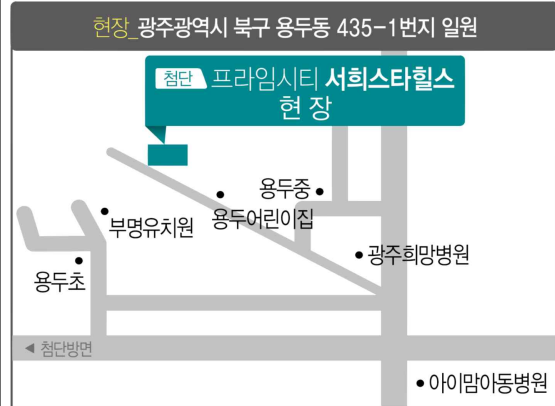 현장_광주광역시 북구 용두동 435-1번지 일원
첨단 프라임시티 서희스타힐스
현 장
용두중
용두어린이집
부명유치원
광주희망병원
용두초
◀ 첨단방면
아이맘아동병원